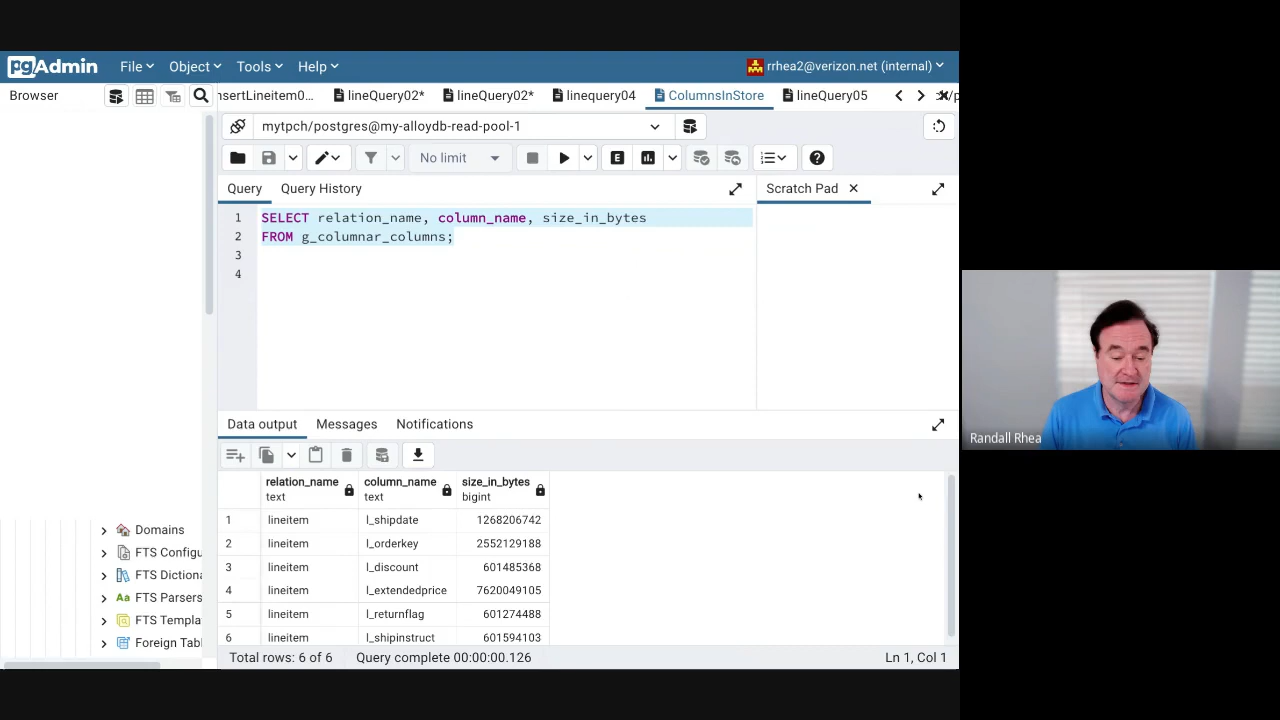 pgAdmin File Object Tools Help rrhea2@verizon.net (internal)
Browser nsertLineitem0... lineQuery02* lineQuery02* linequery04 ColumnsInStore lineQuery05
mytpch/postgres@my-alloydb-read-pool-1
No limit
Query Query History Scratch Pad
1 SELECT relation_name, column_name, size_in_bytes
2 FROM g_columnar_columns;
3
4
Data output Messages Notifications
relation_name column_name size_in_bytes
text text bigint
1 lineitem l_shipdate 1268206742
2 lineitem l_orderkey 2552129188
3 lineitem l_discount 601485368
4 lineitem l_extendedprice 7620049105
5 lineitem l_returnflag 601274488
6 lineitem l_shipinstruct 601594103
Domains
FTS Configu
FTS Dictiona
Aa FTS Parsers
FTS Templa
Foreign Tab
Total rows: 6 of 6 Query complete 00:00:00.126 Ln 1, Col 1
Randall Rhea